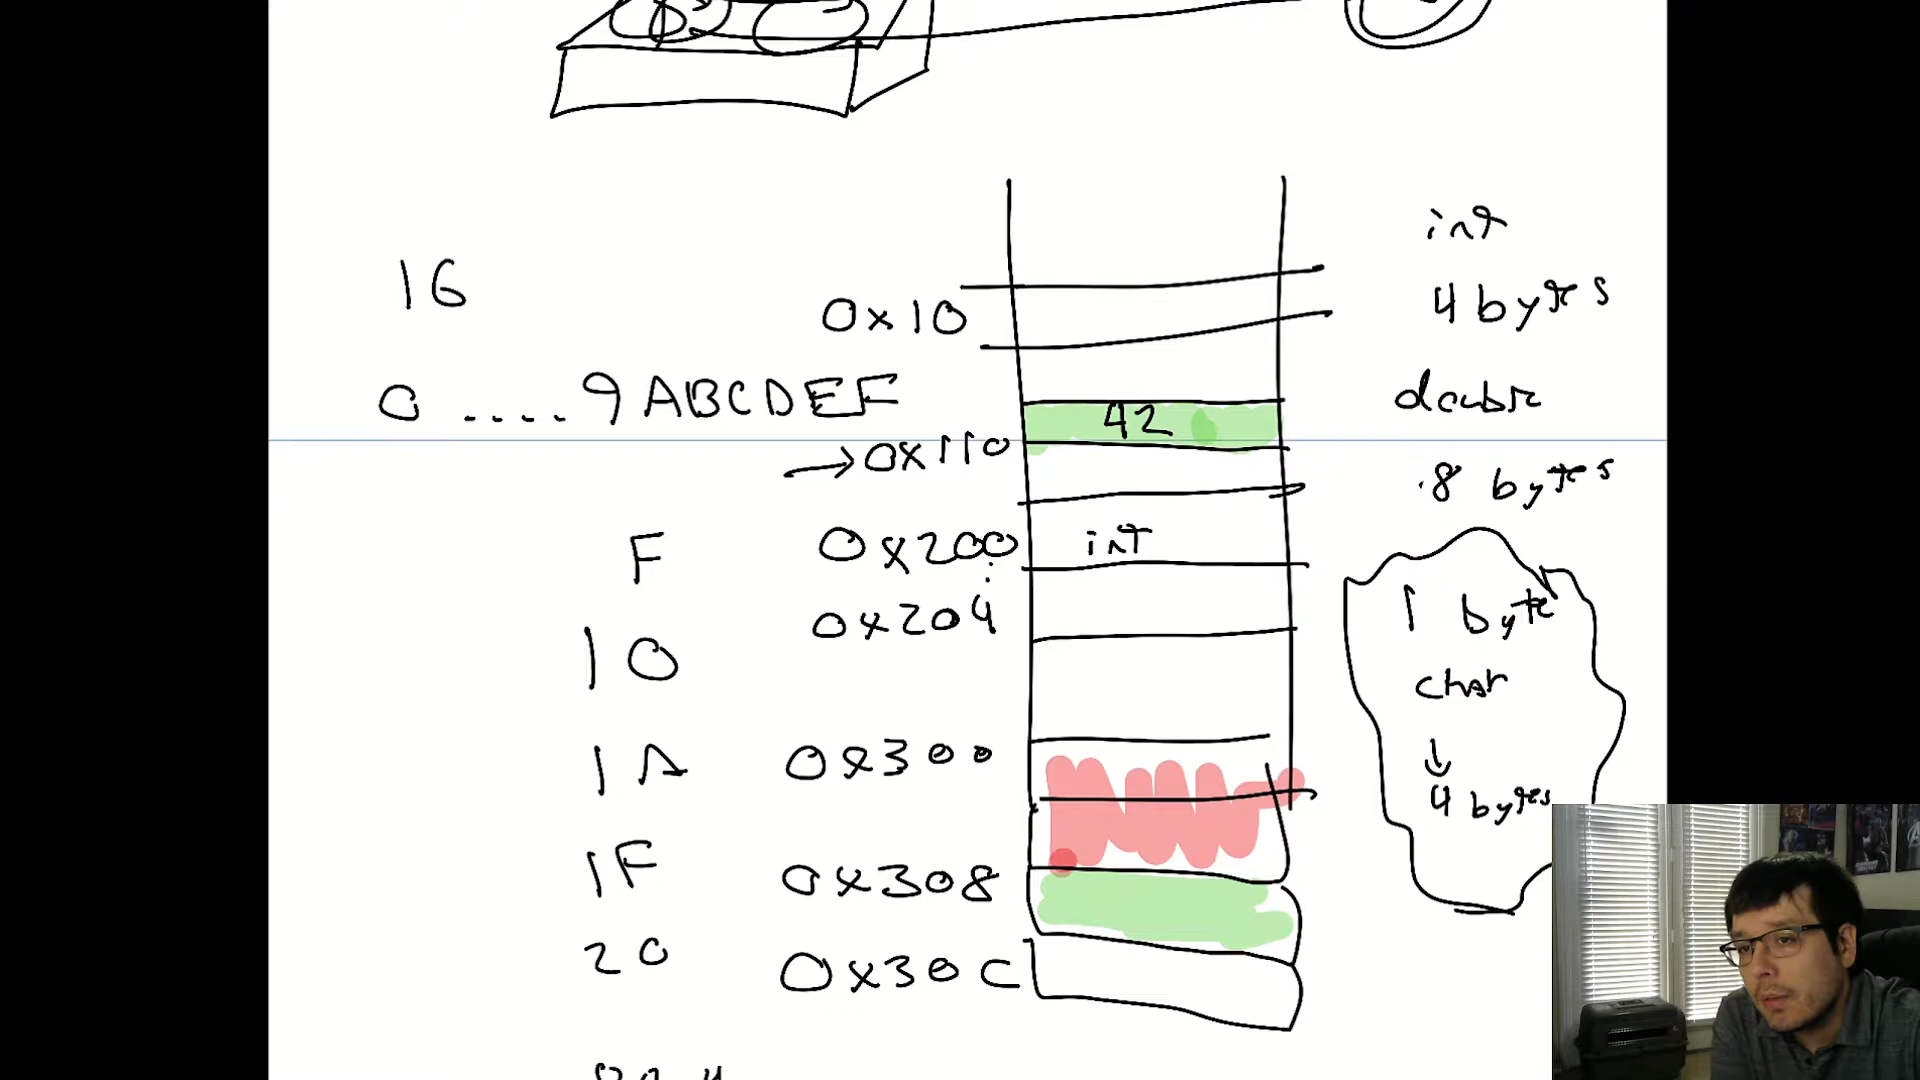 int
16
0x10
4 bytes
0 .... 9 A B C D E F
42
double
→ 0x110
8 bytes
F
0x200
int
1 byte
0x204
10
char
1A
0x300
↓
4 bytes
1F
0x308
20
0x30C